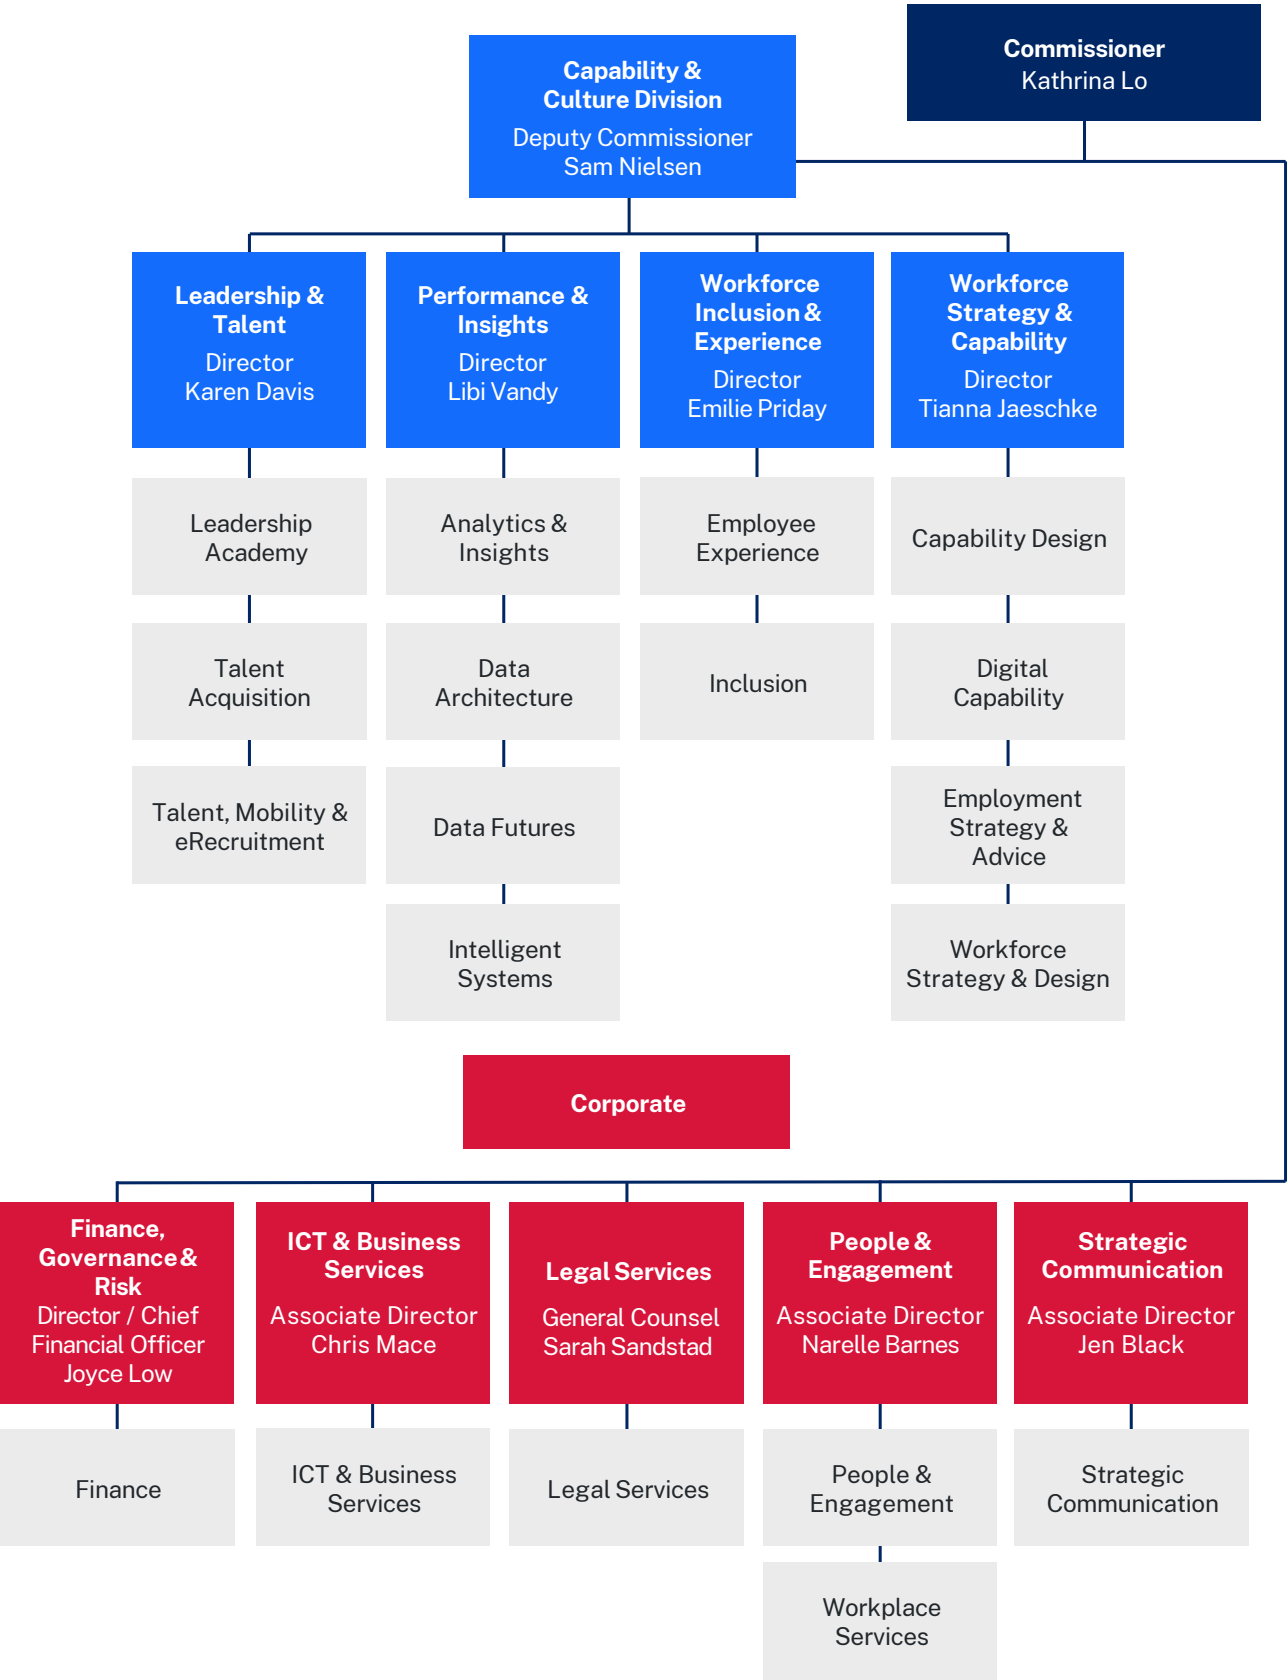 Commissioner
Kathrina Lo
Capability &
Culture Division
Deputy Commissioner
Sam Nielsen
Leadership &
Talent
Director
Karen Davis
Performance &
Insights
Director
Libi Vandy
Workforce
Inclusion &
Experience
Director
Emilie Priday
Workforce
Strategy &
Capability
Director
Tianna Jaeschke
Leadership
Academy
Analytics &
Insights
Employee
Experience
Capability Design
Talent
Acquisition
Data
Architecture
Inclusion
Digital
Capability
Talent, Mobility &
eRecruitment
Data Futures
Employment
Strategy &
Advice
Intelligent
Systems
Workforce
Strategy & Design
Corporate
Finance,
Governance &
Risk
Director / Chief
Financial Officer
Joyce Low
ICT & Business
Services
Associate Director
Chris Mace
Legal Services
General Counsel
Sarah Sandstad
People &
Engagement
Associate Director
Narelle Barnes
Strategic
Communication
Associate Director
Jen Black
Finance
ICT & Business
Services
Legal Services
People &
Engagement
Strategic
Communication
Workplace
Services